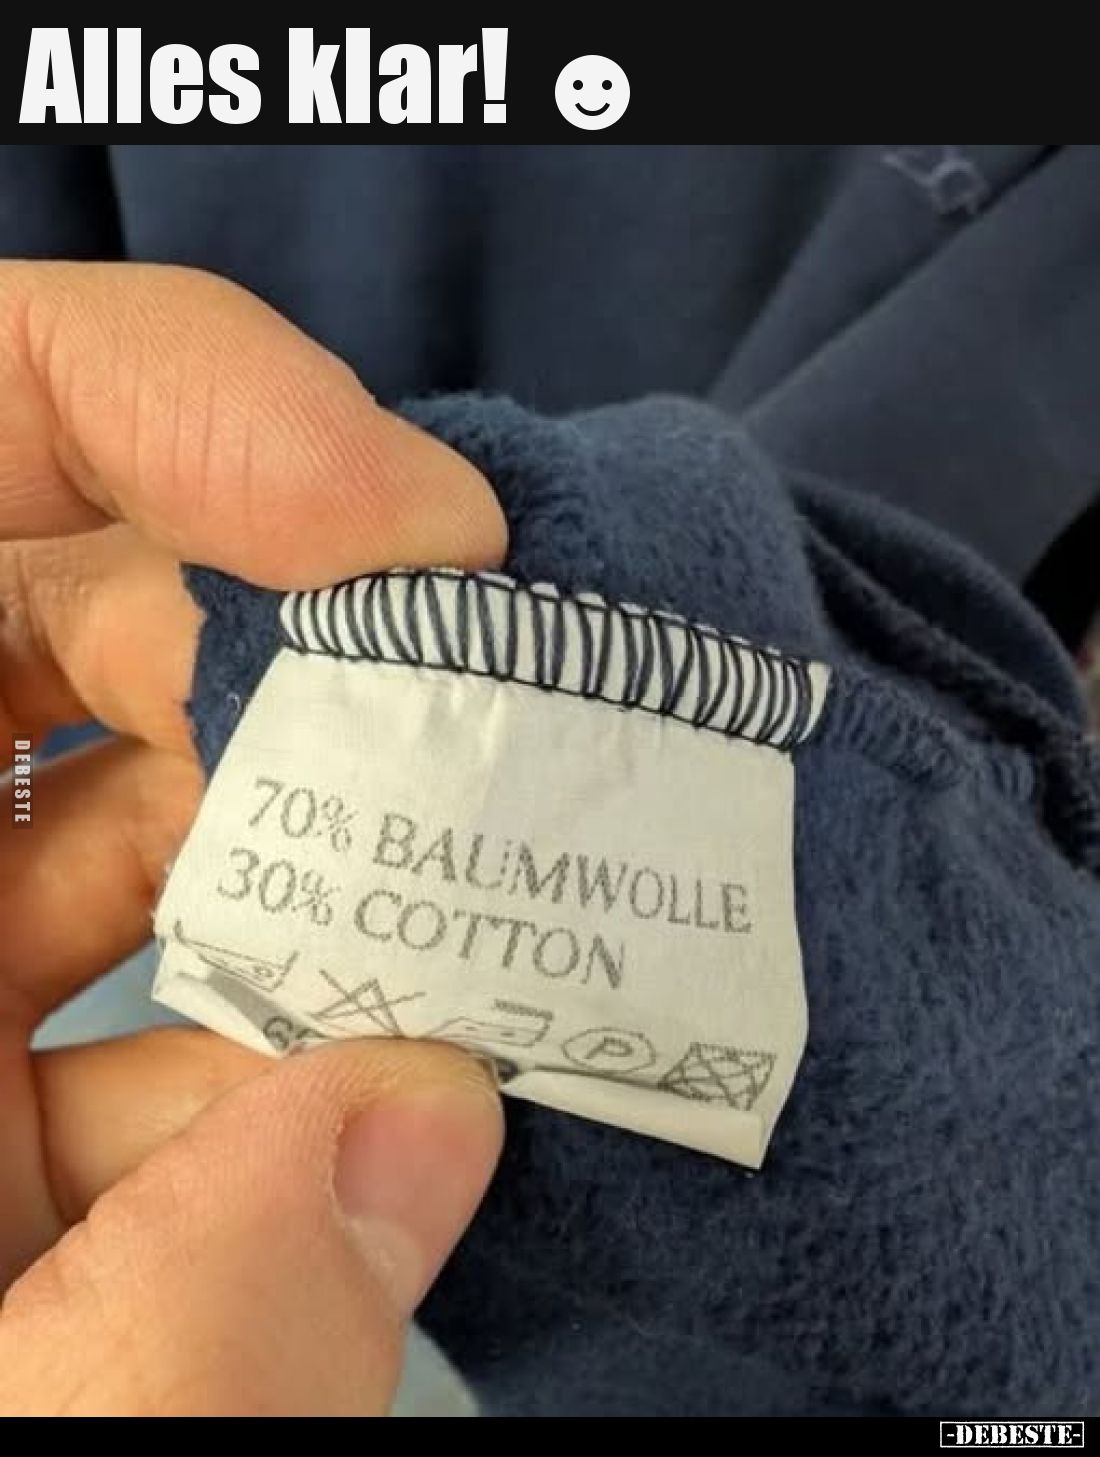 Alles klar! ☻
70% BAUMWOLLE
30% COTTON
P
DEBESTE
-DEBESTE-